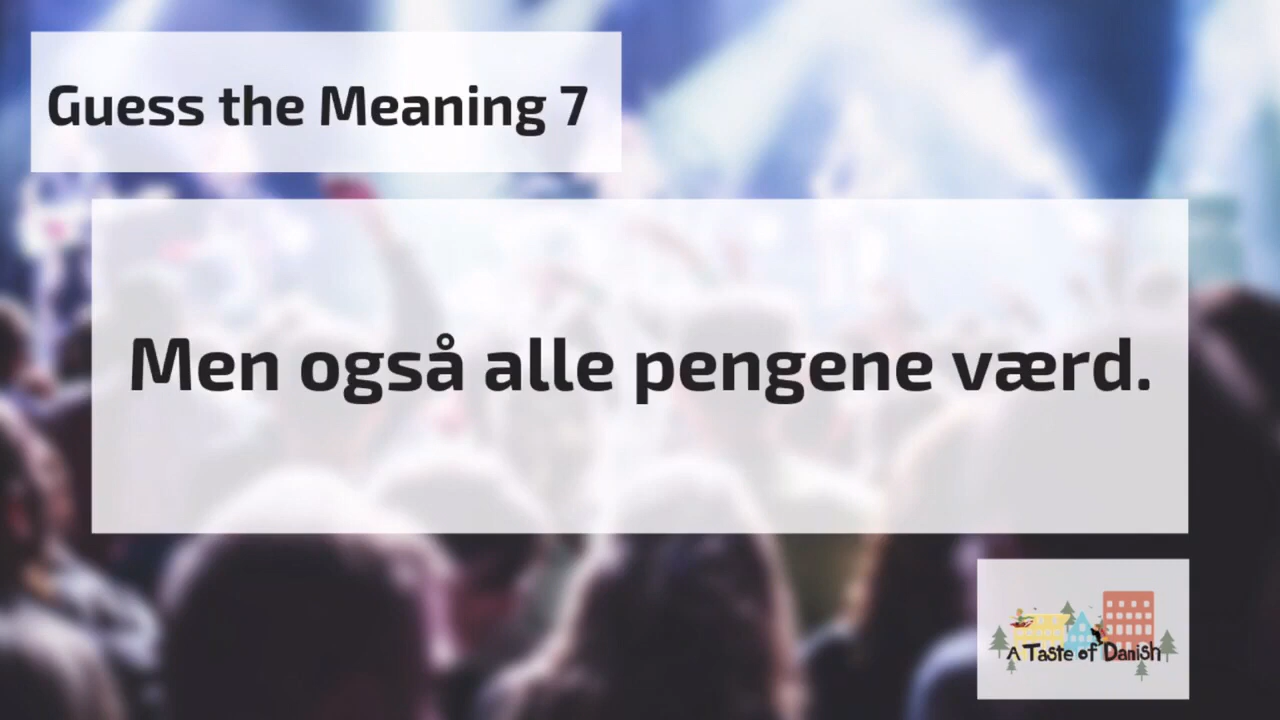 Guess the Meaning 7
Men også alle pengene værd.
A Taste of Danish